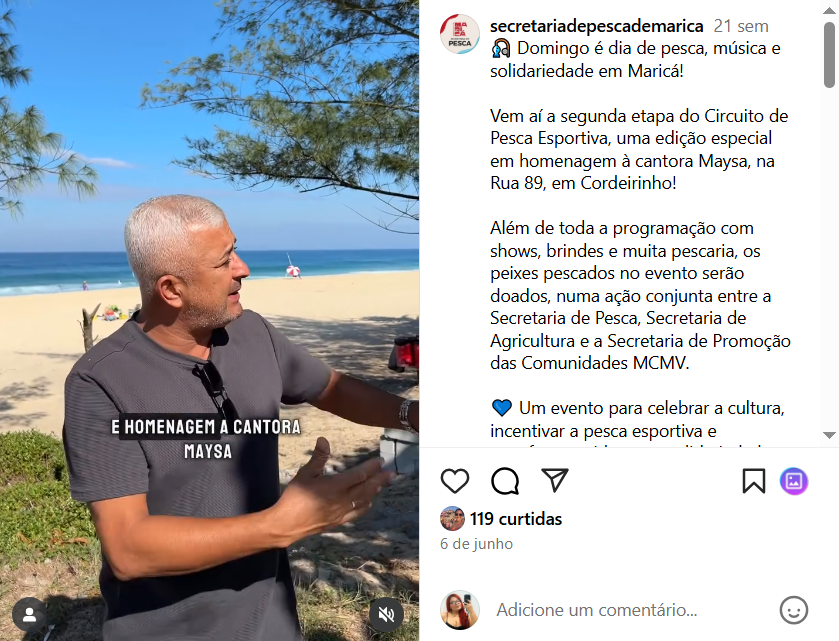 E HOMENAGEM A CANTORA
MAYSA
MARICÁ
PESCA
secretariadepescademarica 21 sem
Domingo é dia de pesca, música e
solidariedade em Maricá!
Vem aí a segunda etapa do Circuito de
Pesca Esportiva, uma edição especial
em homenagem à cantora Maysa, na
Rua 89, em Cordeirinho!
Além de toda a programação com
shows, brindes e muita pescaria, os
peixes pescados no evento serão
doados, numa ação conjunta entre a
Secretaria de Pesca, Secretaria de
Agricultura e a Secretaria de Promoção
das Comunidades MCMV.
Um evento para celebrar a cultura,
incentivar a pesca esportiva e
119 curtidas
6 de junho
Adicione um comentário...